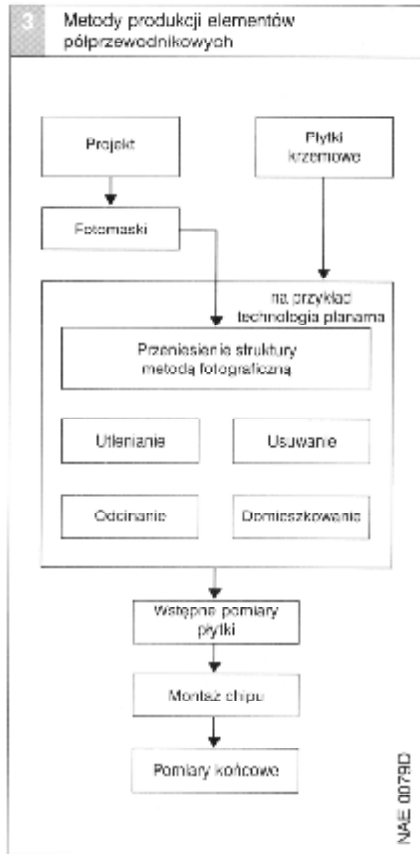 3
Metody produkcji elementów
półprzewodnikowych
Projekt
Płytki
krzemowe
Fotomaski
na przykład
technologia planarna
Przeniesienie struktury
metodą fotograficzną
Utlenianie
Usuwanie
Odcinanie
Domieszkowanie
Wstępne pomiary
płytki
Montaż chipu
Pomiary końcowe
NAE 0079D